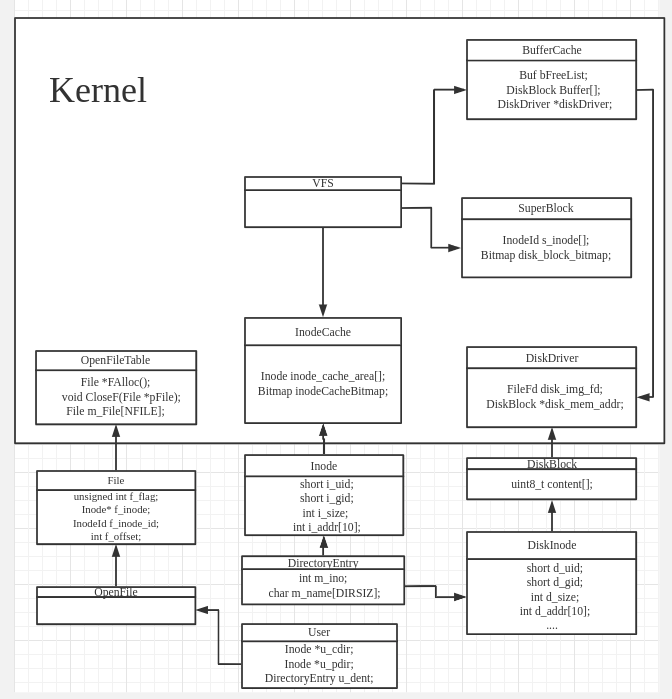 Kernel
BufferCache
Buf bFreeList;
DiskBlock Buffer[];
DiskDriver *diskDriver;
VFS
SuperBlock
InodeId s_inode[];
Bitmap disk_block_bitmap;
OpenFileTable
File *FAlloc();
void CloseF(File *pFile);
File m_File[NFILE];
InodeCache
Inode inode_cache_area[];
Bitmap inodeCacheBitmap;
DiskDriver
FileFd disk_img_fd;
DiskBlock *disk_mem_addr;
File
unsigned int f_flag;
Inode* f_inode;
InodeId f_inode_id;
int f_offset;
Inode
short i_uid;
short i_gid;
int i_size;
int i_addr[10];
DiskBlock
uint8_t content[];
DiskInode
short d_uid;
short d_gid;
int d_size;
int d_addr[10];
....
DirectoryEntry
int m_ino;
char m_name[DIRSIZ];
OpenFile
User
Inode *u_cdir;
Inode *u_pdir;
DirectoryEntry u_dent;